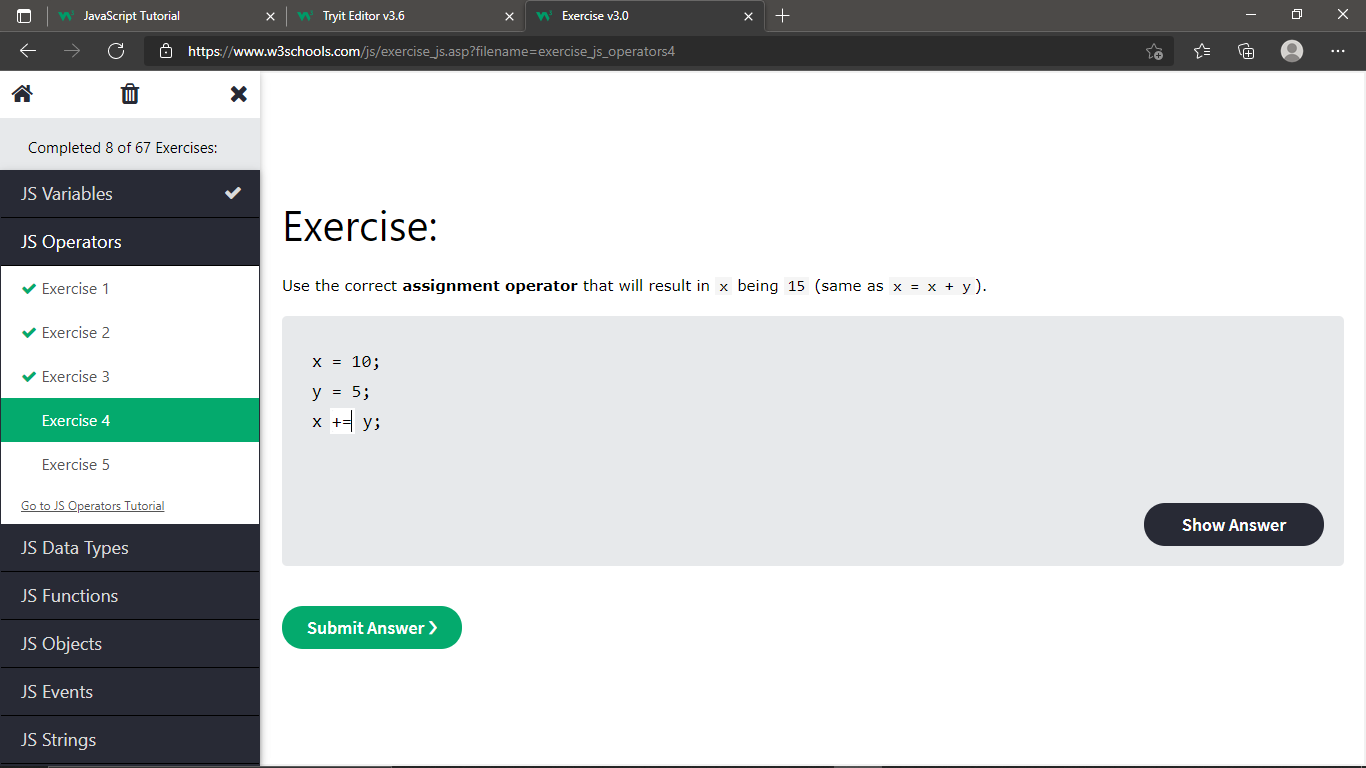 JavaScript Tutorial
Tryit Editor v3.6
Exercise v3.0
https://www.w3schools.com/js/exercise_js.asp?filename=exercise_js_operators4
Completed 8 of 67 Exercises:
JS Variables
JS Operators
Exercise 1
Exercise 2
Exercise 3
Exercise 4
Exercise 5
Go to JS Operators Tutorial
JS Data Types
JS Functions
JS Objects
JS Events
JS Strings
Exercise:
Use the correct assignment operator that will result in x being 15 (same as x = x + y).
x = 10;
y = 5;
x += y;
Show Answer
Submit Answer ❯